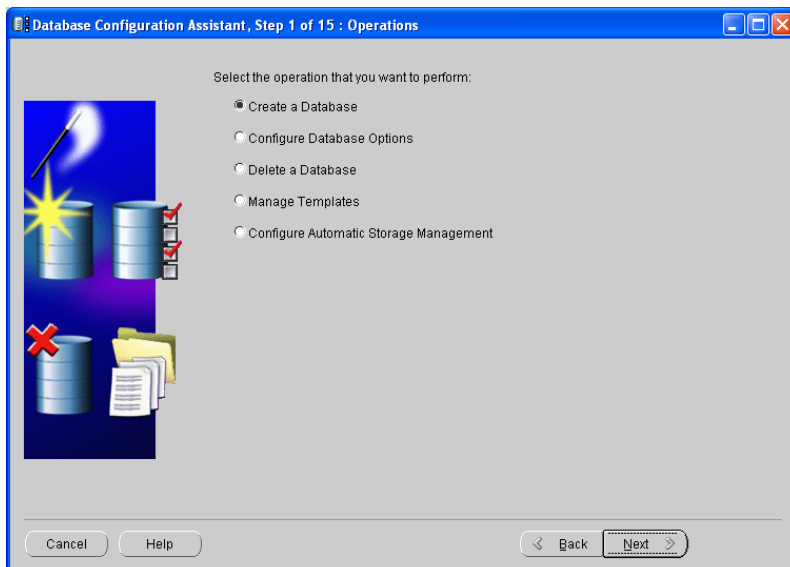 Database Configuration Assistant, Step 1 of 15 : Operations
Select the operation that you want to perform:
Create a Database
Configure Database Options
Delete a Database
Manage Templates
Configure Automatic Storage Management
Cancel
Help
Back
Next